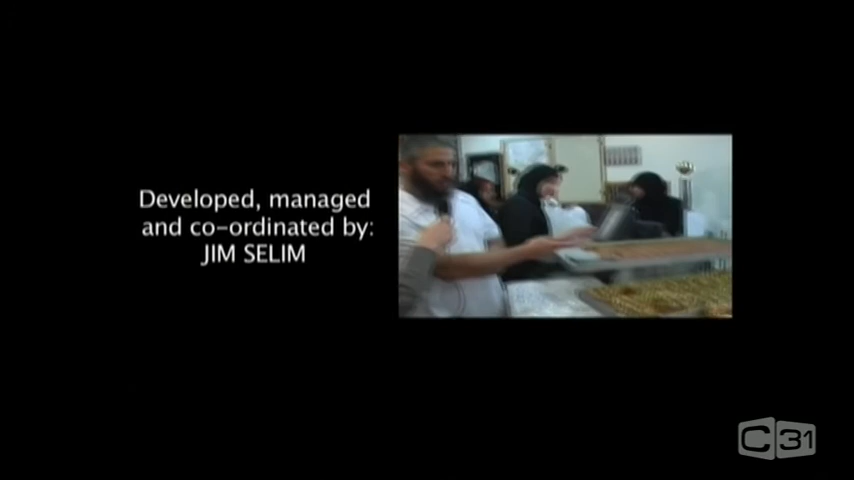 Developed, managed
and co-ordinated by:
JIM SELIM
C31